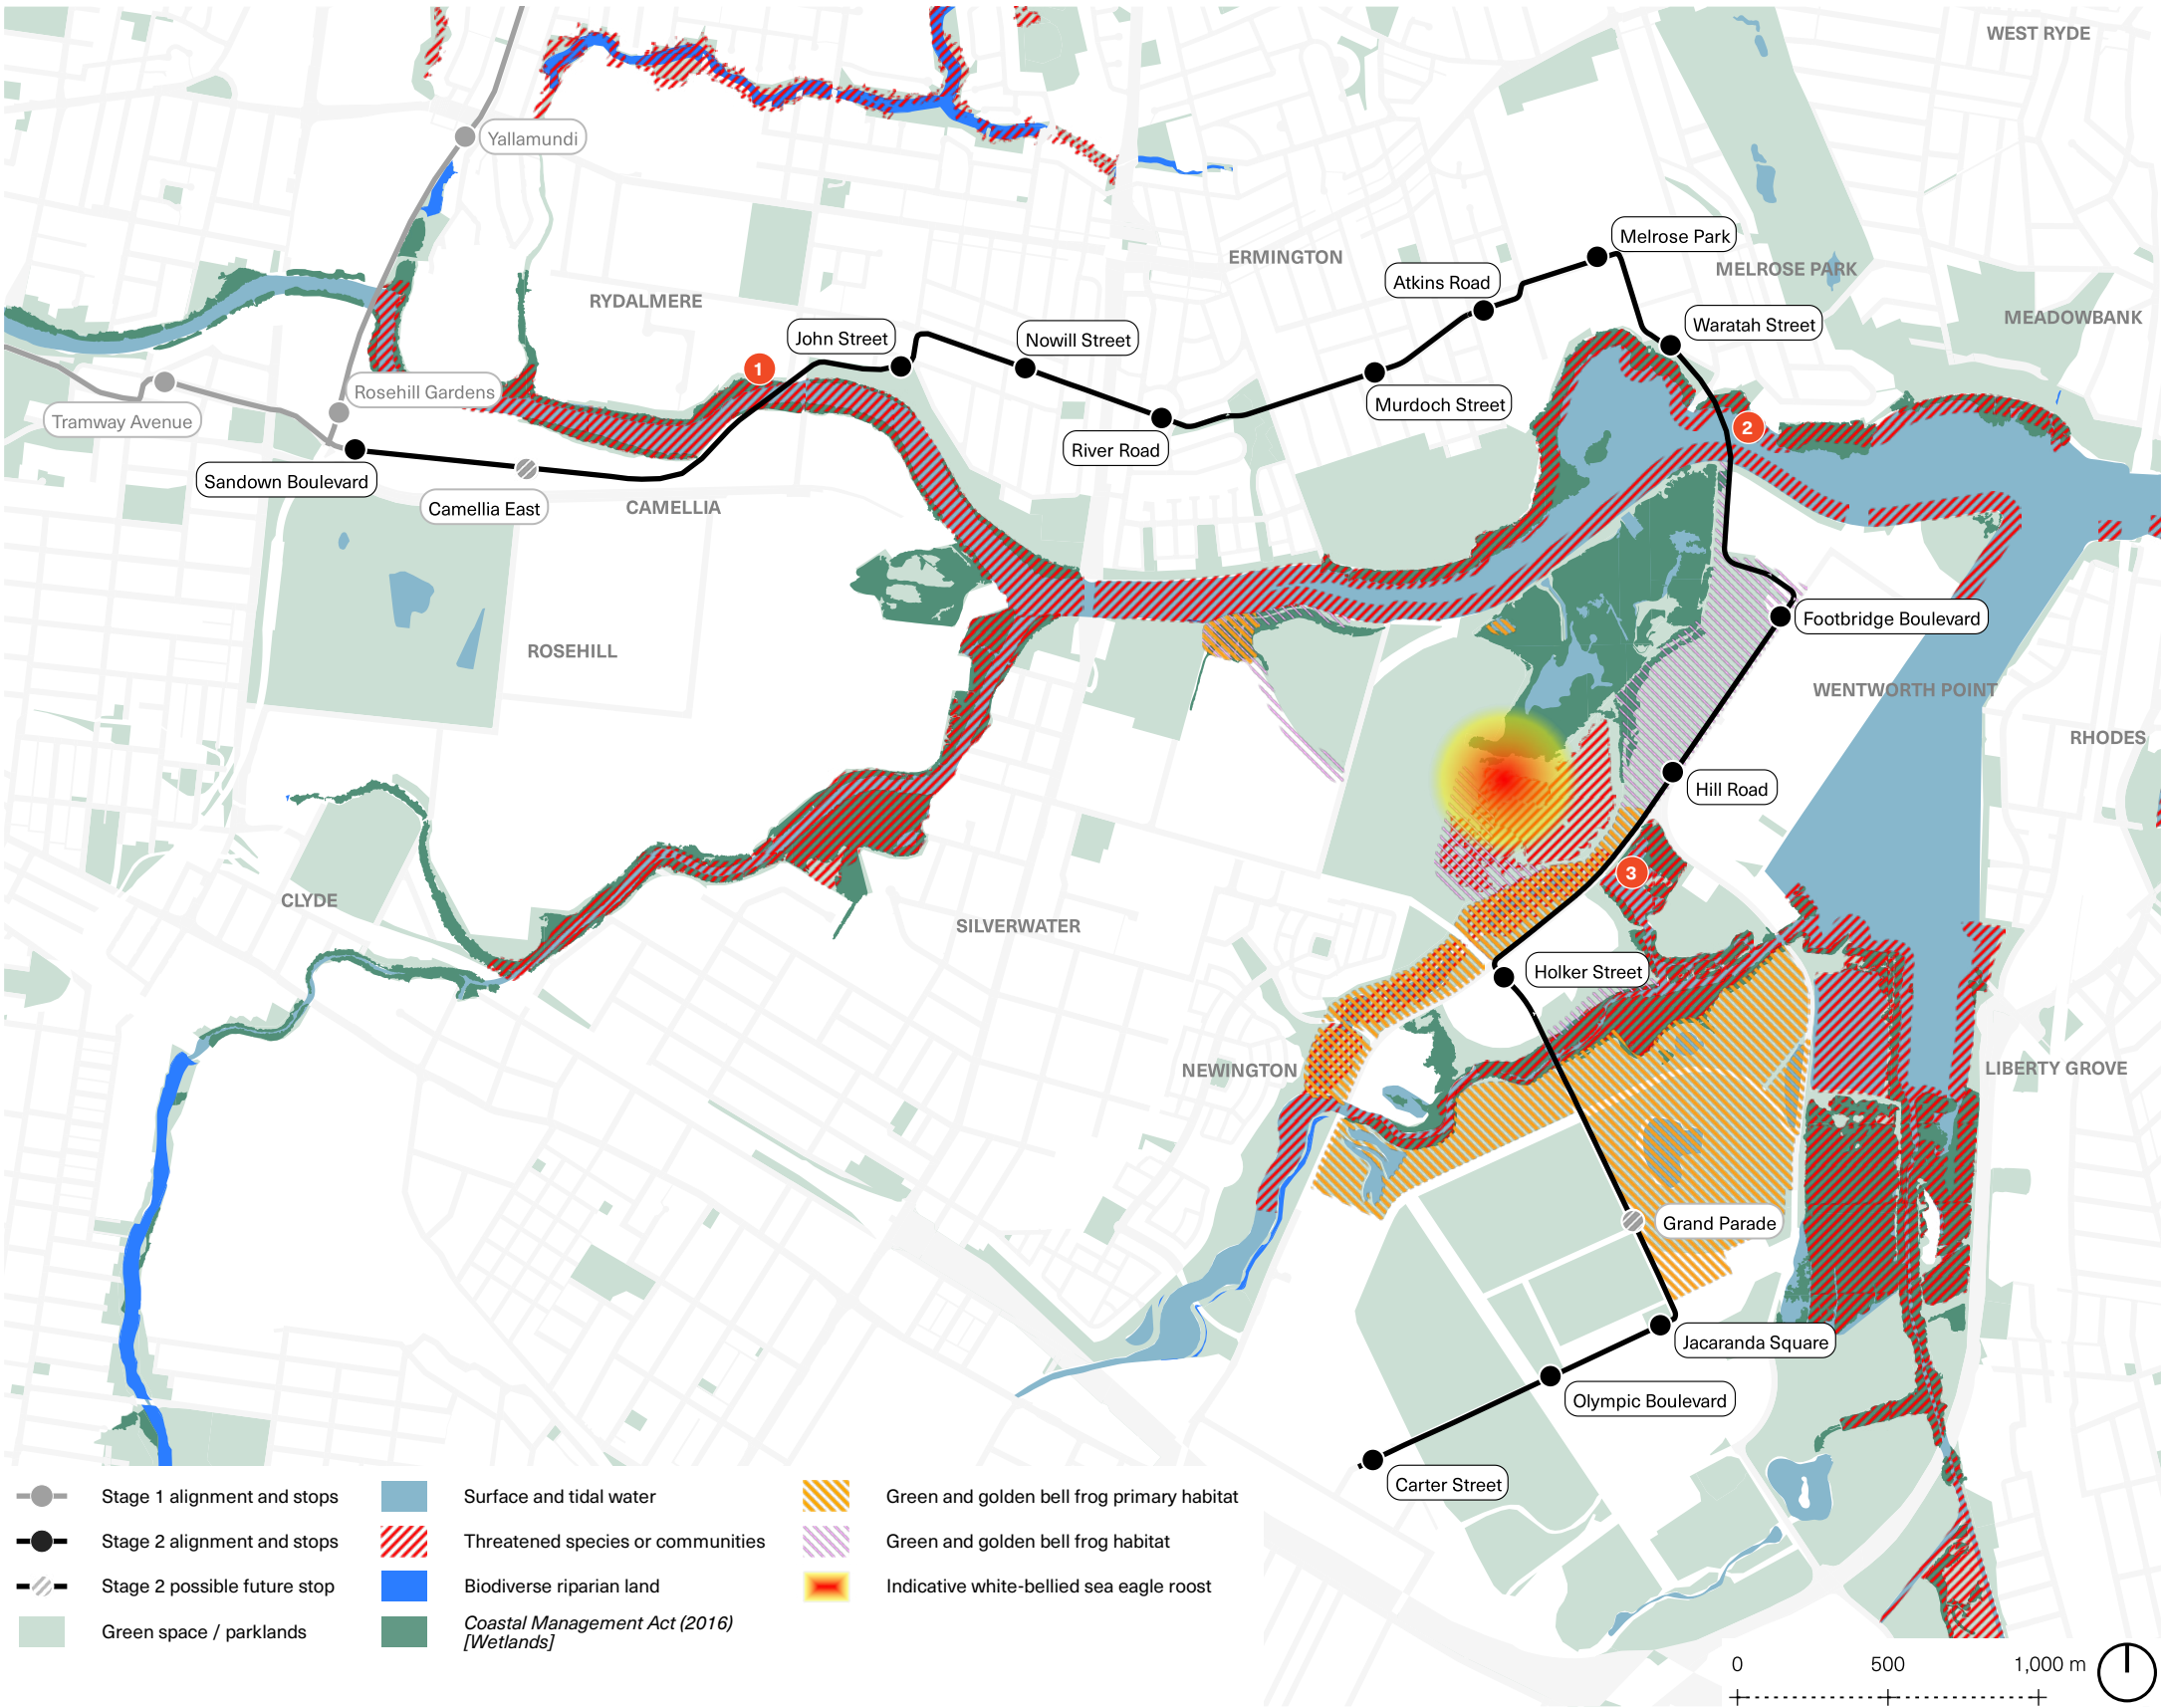 WEST RYDE
Yallamundi
Melrose Park
ERMINGTON
MELROSE PARK
Atkins Road
RYDALMERE
MEADOWBANK
Waratah Street
John Street
Nowill Street
1
Rosehill Gardens
Murdoch Street
Tramway Avenue
2
River Road
Sandown Boulevard
Camellia East
CAMELLIA
Footbridge Boulevard
ROSEHILL
WENTWORTH POINT
RHODES
Hill Road
3
CLYDE
SILVERWATER
Holker Street
NEWINGTON
LIBERTY GROVE
Grand Parade
Jacaranda Square
Olympic Boulevard
Carter Street
Stage 1 alignment and stops
Stage 2 alignment and stops
Stage 2 possible future stop
Green space / parklands
Surface and tidal water
Threatened species or communities
Biodiverse riparian land
Coastal Management Act (2016)
[Wetlands]
Green and golden bell frog primary habitat
Green and golden bell frog habitat
Indicative white-bellied sea eagle roost
0 500 1,000 m